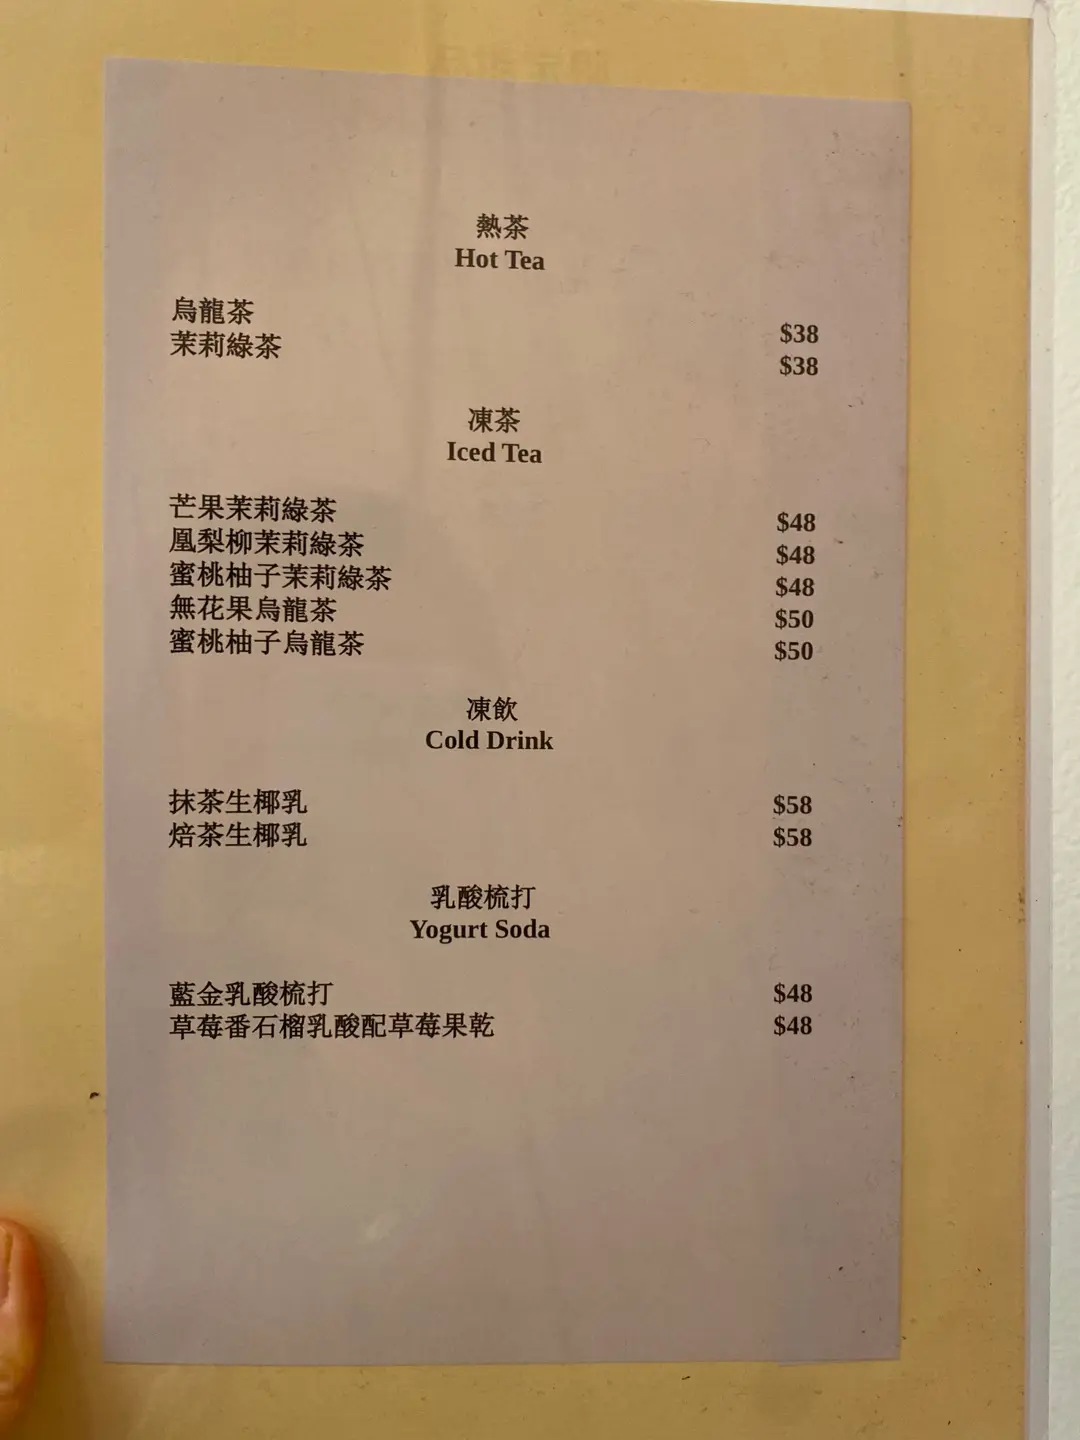 熱茶
Hot Tea
烏龍茶 $38
茉莉綠茶 $38
凍茶
Iced Tea
芒果茉莉綠茶 $48
凰梨柳茉莉綠茶 $48
蜜桃柚子茉莉綠茶 $48
無花果烏龍茶 $50
蜜桃柚子烏龍茶 $50
凍飲
Cold Drink
抹茶生椰乳 $58
焙茶生椰乳 $58
乳酸梳打
Yogurt Soda
藍金乳酸梳打 $48
草莓番石榴乳酸配草莓果乾 $48